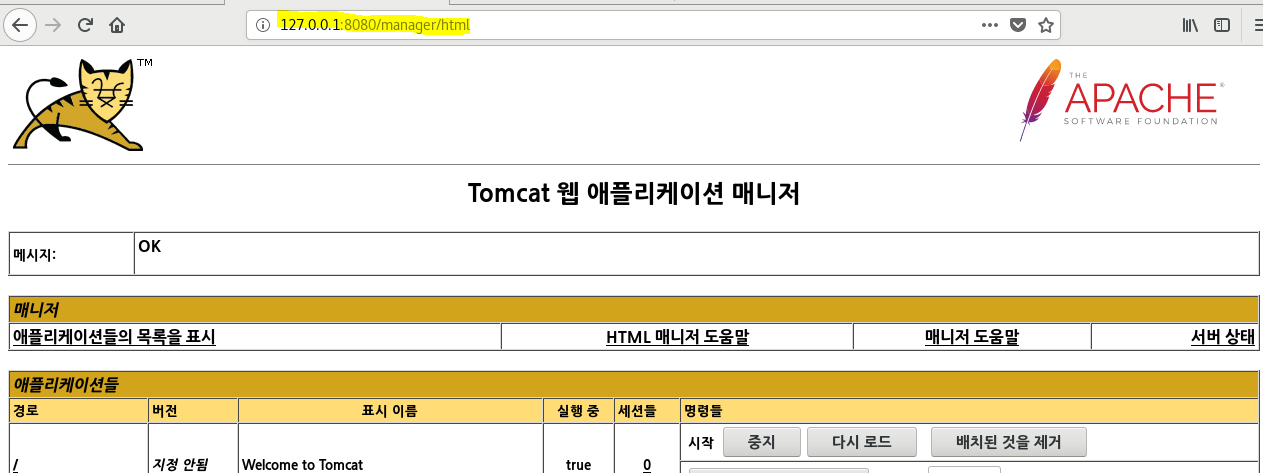 127.0.0.1:8080/manager/html
TM
THE
APACHE®
SOFTWARE FOUNDATION
Tomcat 웹 애플리케이션 매니저
메시지: OK
매니저
애플리케이션들의 목록을 표시 HTML 매니저 도움말 매니저 도움말 서버 상태
애플리케이션들
경로 버전 표시 이름 실행 중 세션들 명령들
시작 중지 다시 로드 배치된 것을 제거
/ 지정 안됨 Welcome to Tomcat true 0